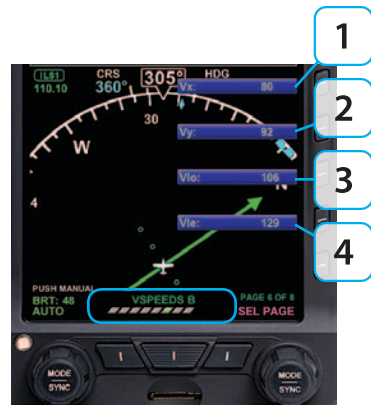 1
ILS1 CRS 305° HDG
110.10 360°
Vx: 80
30
2
Vy: 92
W
Vlo: 106
3
N
4
Vle: 129
4
PUSH MANUAL
BRT: 48 VSPEEDS B PAGE 6 OF 8
AUTO SEL PAGE
MODE
SYNC
MODE
SYNC